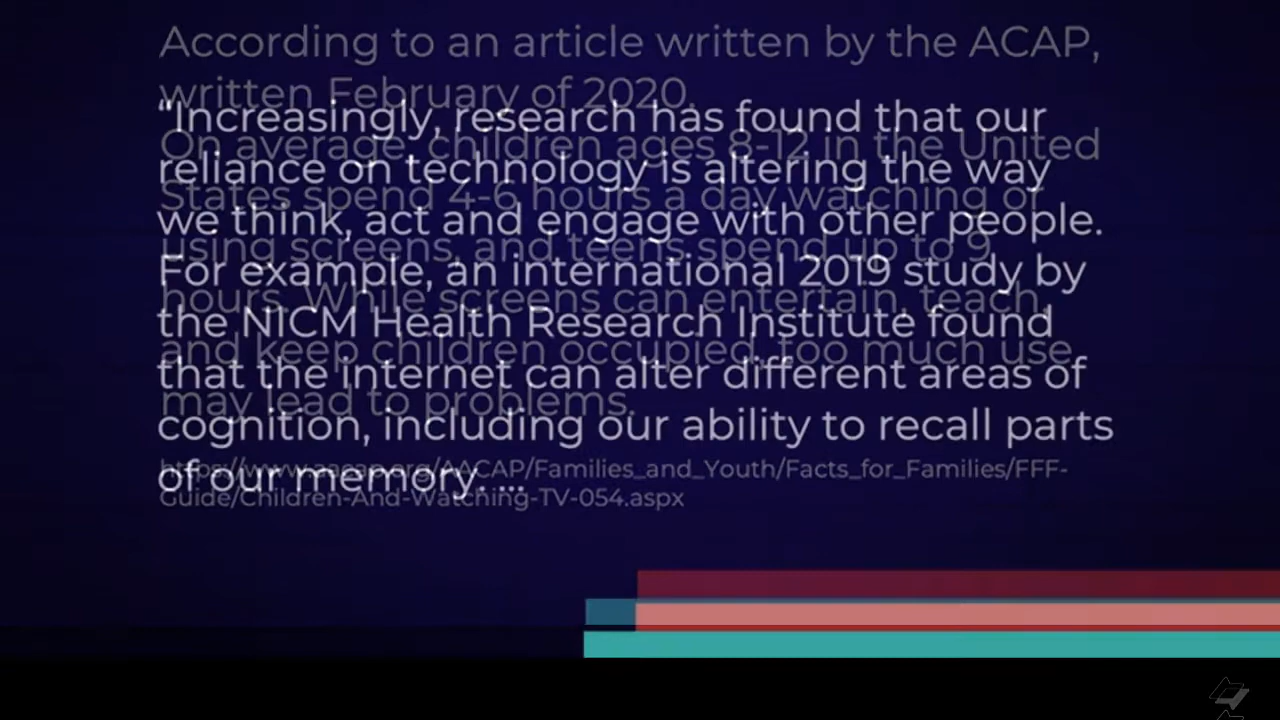 According to an article written by the ACAP,
written February of 2020.
On average, children ages 8-12 in the United
States spend 4-6 hours a day watching or
using screens, and teens spend up to 9
hours. While screens can entertain, teach,
and keep children occupied, too much use
may lead to problems.
https://www.aacap.org/AACAP/Families_and_Youth/Facts_for_Families/FFF-
Guide/Children-And-Watching-TV-054.aspx
“Increasingly, research has found that our
reliance on technology is altering the way
we think, act and engage with other people.
For example, an international 2019 study by
the NICM Health Research Institute found
that the internet can alter different areas of
cognition, including our ability to recall parts
of our memory. ...